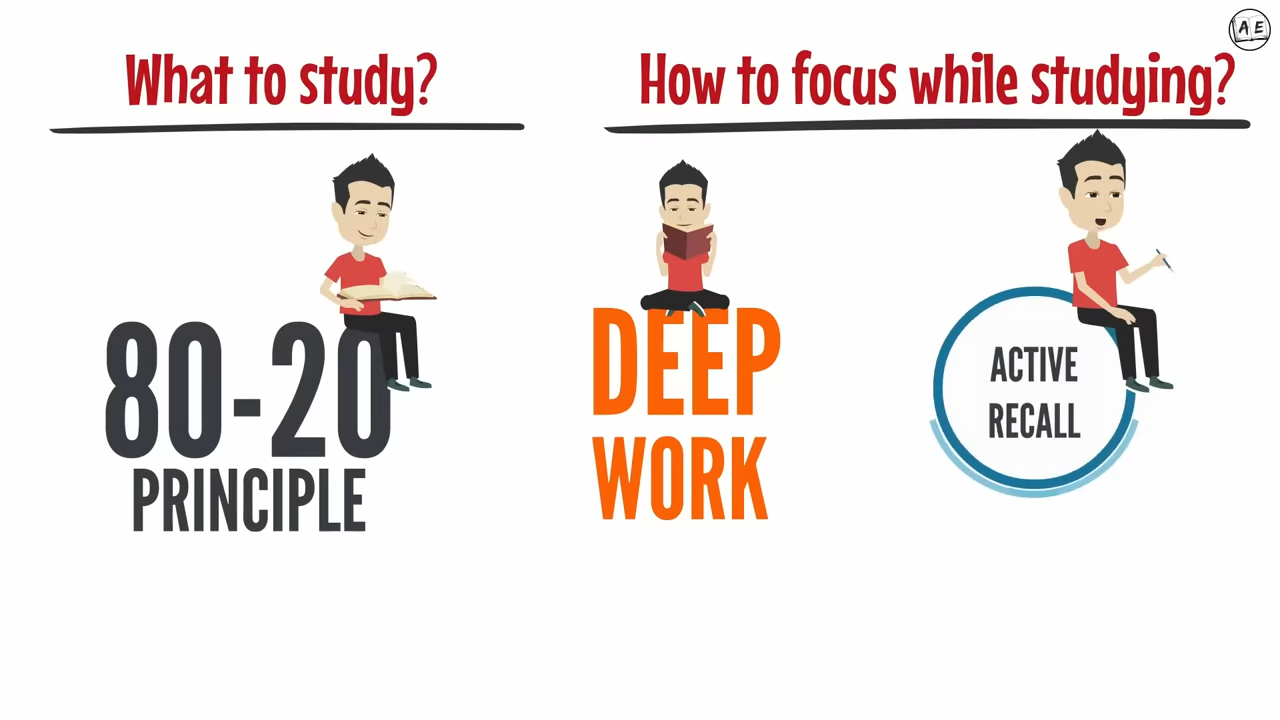 AE
What to study?
How to focus while studying?
80-20
PRINCIPLE
DEEP
WORK
ACTIVE
RECALL